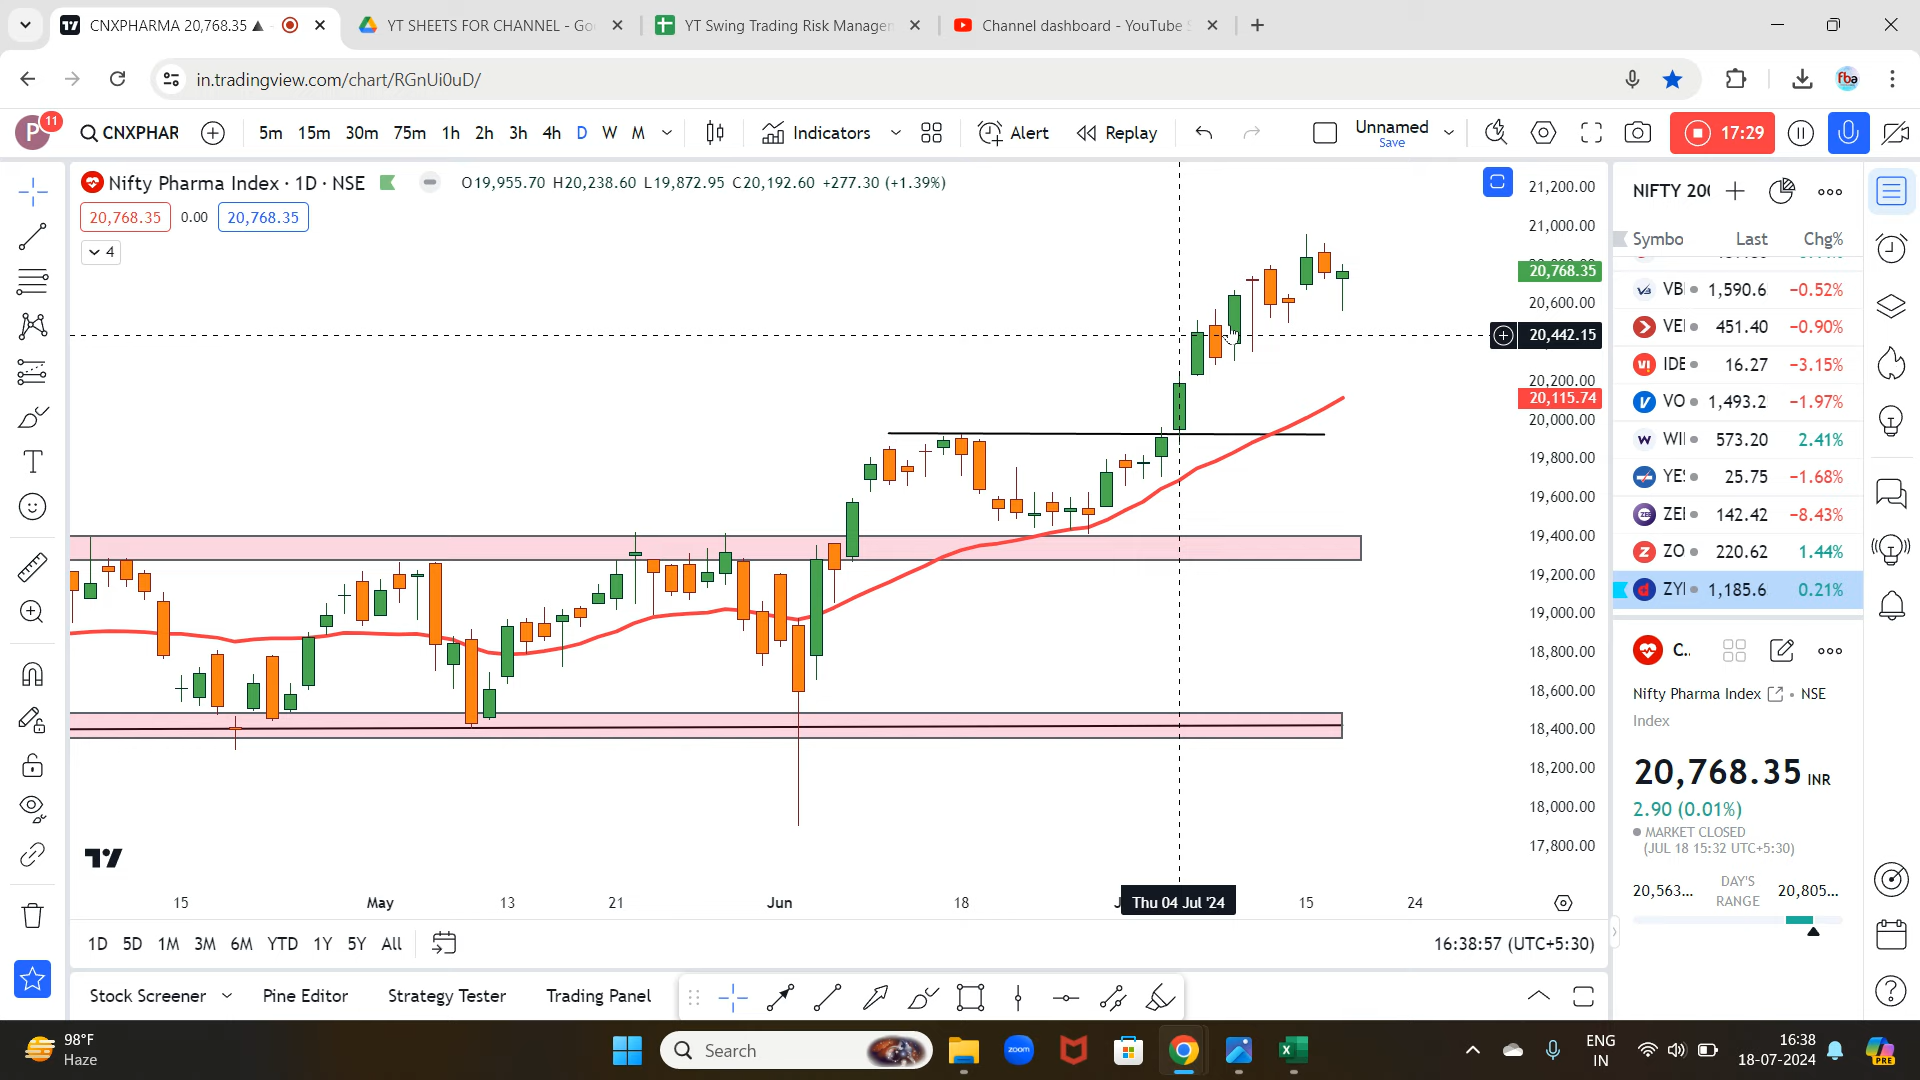 CNXPHARMA 20,768.35 ▲
YT SHEETS FOR CHANNEL - Go
YT Swing Trading Risk Managem
Channel dashboard - YouTube S
in.tradingview.com/chart/RGnUi0uD/
fba
P
11
CNXPHAR
5m 15m 30m 75m 1h 2h 3h 4h D W M
Indicators
Alert
Replay
Unnamed
Save
17:29
Nifty Pharma Index · 1D · NSE
O19,955.70 H20,238.60 L19,872.95 C20,192.60 +277.30 (+1.39%)
20,768.35 0.00 20,768.35
4
21,200.00
21,000.00
20,768.35
20,600.00
20,442.15
20,200.00
20,115.74
20,000.00
19,800.00
19,600.00
19,400.00
19,200.00
19,000.00
18,800.00
18,600.00
18,400.00
18,200.00
18,000.00
17,800.00
15 May 13 21 Jun 18 Thu 04 Jul '24 15 24
1D 5D 1M 3M 6M YTD 1Y 5Y All
16:38:57 (UTC+5:30)
Stock Screener Pine Editor Strategy Tester Trading Panel
NIFTY 200
Symbo Last Chg%
VB 1,590.6 −0.52%
VE 451.40 −0.90%
IDE 16.27 −3.15%
VO 1,493.2 −1.97%
WI 573.20 2.41%
YE 25.75 −1.68%
ZEE ZE 142.42 −8.43%
ZO 220.62 1.44%
ZY 1,185.6 0.21%
C..
Nifty Pharma Index • NSE
Index
20,768.35 INR
2.90 (0.01%)
MARKET CLOSED
(JUL 18 15:32 UTC+5:30)
20,563... DAY'S RANGE 20,805...
98°F
Haze
Search
zoom
ENG
IN
16:38
18-07-2024
PRE